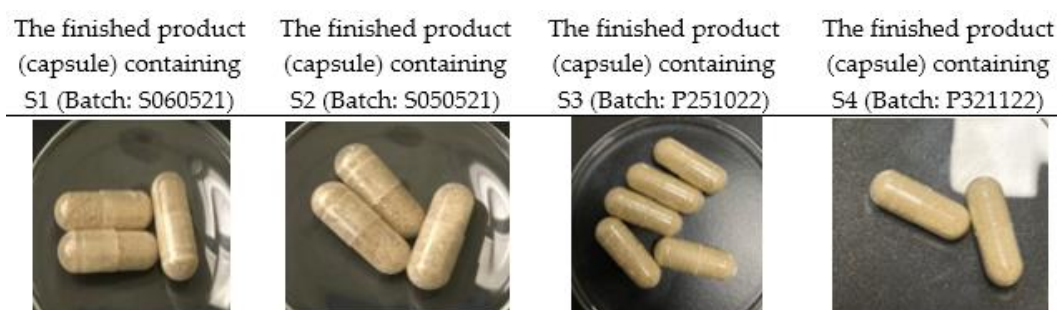 The finished product
(capsule) containing
S1 (Batch: S060521)
The finished product
(capsule) containing
S2 (Batch: S050521)
The finished product
(capsule) containing
S3 (Batch: P251022)
The finished product
(capsule) containing
S4 (Batch: P321122)